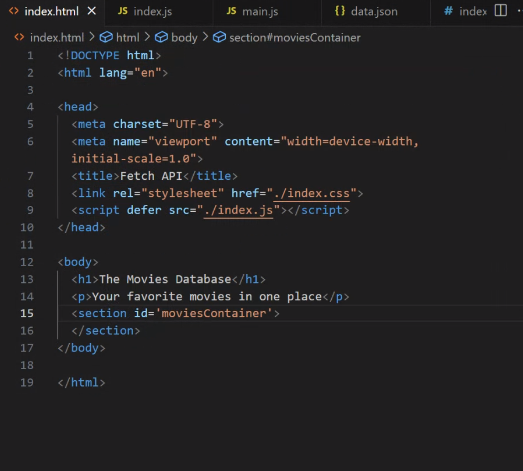 index.html
index.js
main.js
data.json
index
index.html > html > body > section#moviesContainer
1 <!DOCTYPE html>
2 <html lang="en">
3
4 <head>
5 <meta charset="UTF-8">
6 <meta name="viewport" content="width=device-width,
initial-scale=1.0">
7 <title>Fetch API</title>
8 <link rel="stylesheet" href="./index.css">
9 <script defer src="./index.js"></script>
10 </head>
11
12 <body>
13 <h1>The Movies Database</h1>
14 <p>Your favorite movies in one place</p>
15 <section id='moviesContainer'>
16 </section>
17 </body>
18
19 </html>